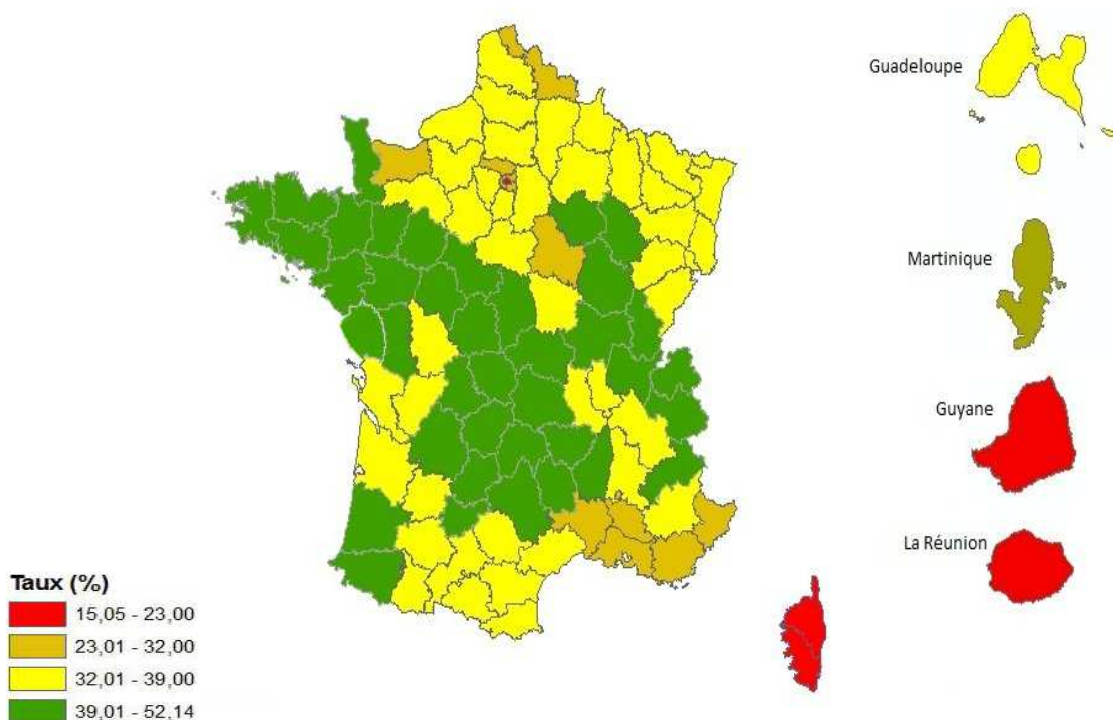 Guadeloupe
Martinique
Guyane
La Réunion
Taux (%)
15,05 - 23,00
23,01 - 32,00
32,01 - 39,00
39,01 - 52,14